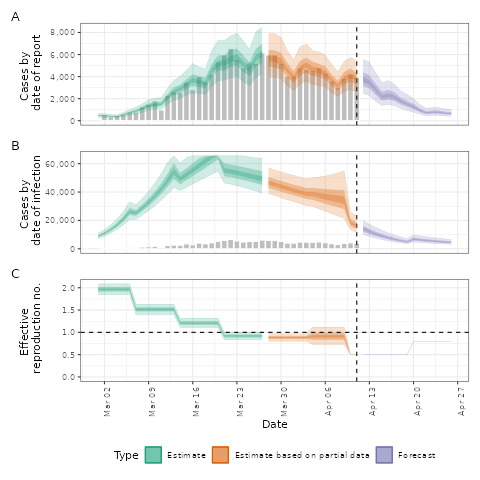 A
Cases by
date of report
8,000
6,000
4,000
2,000
0
B
Cases by
date of infection
60,000
40,000
20,000
0
C
Effective
reproduction no.
2.0
1.5
1.0
0.5
0.0
Mar 02
Mar 09
Mar 16
Mar 23
Mar 30
Apr 06
Apr 13
Apr 20
Apr 27
Date
Type
Estimate
Estimate based on partial data
Forecast